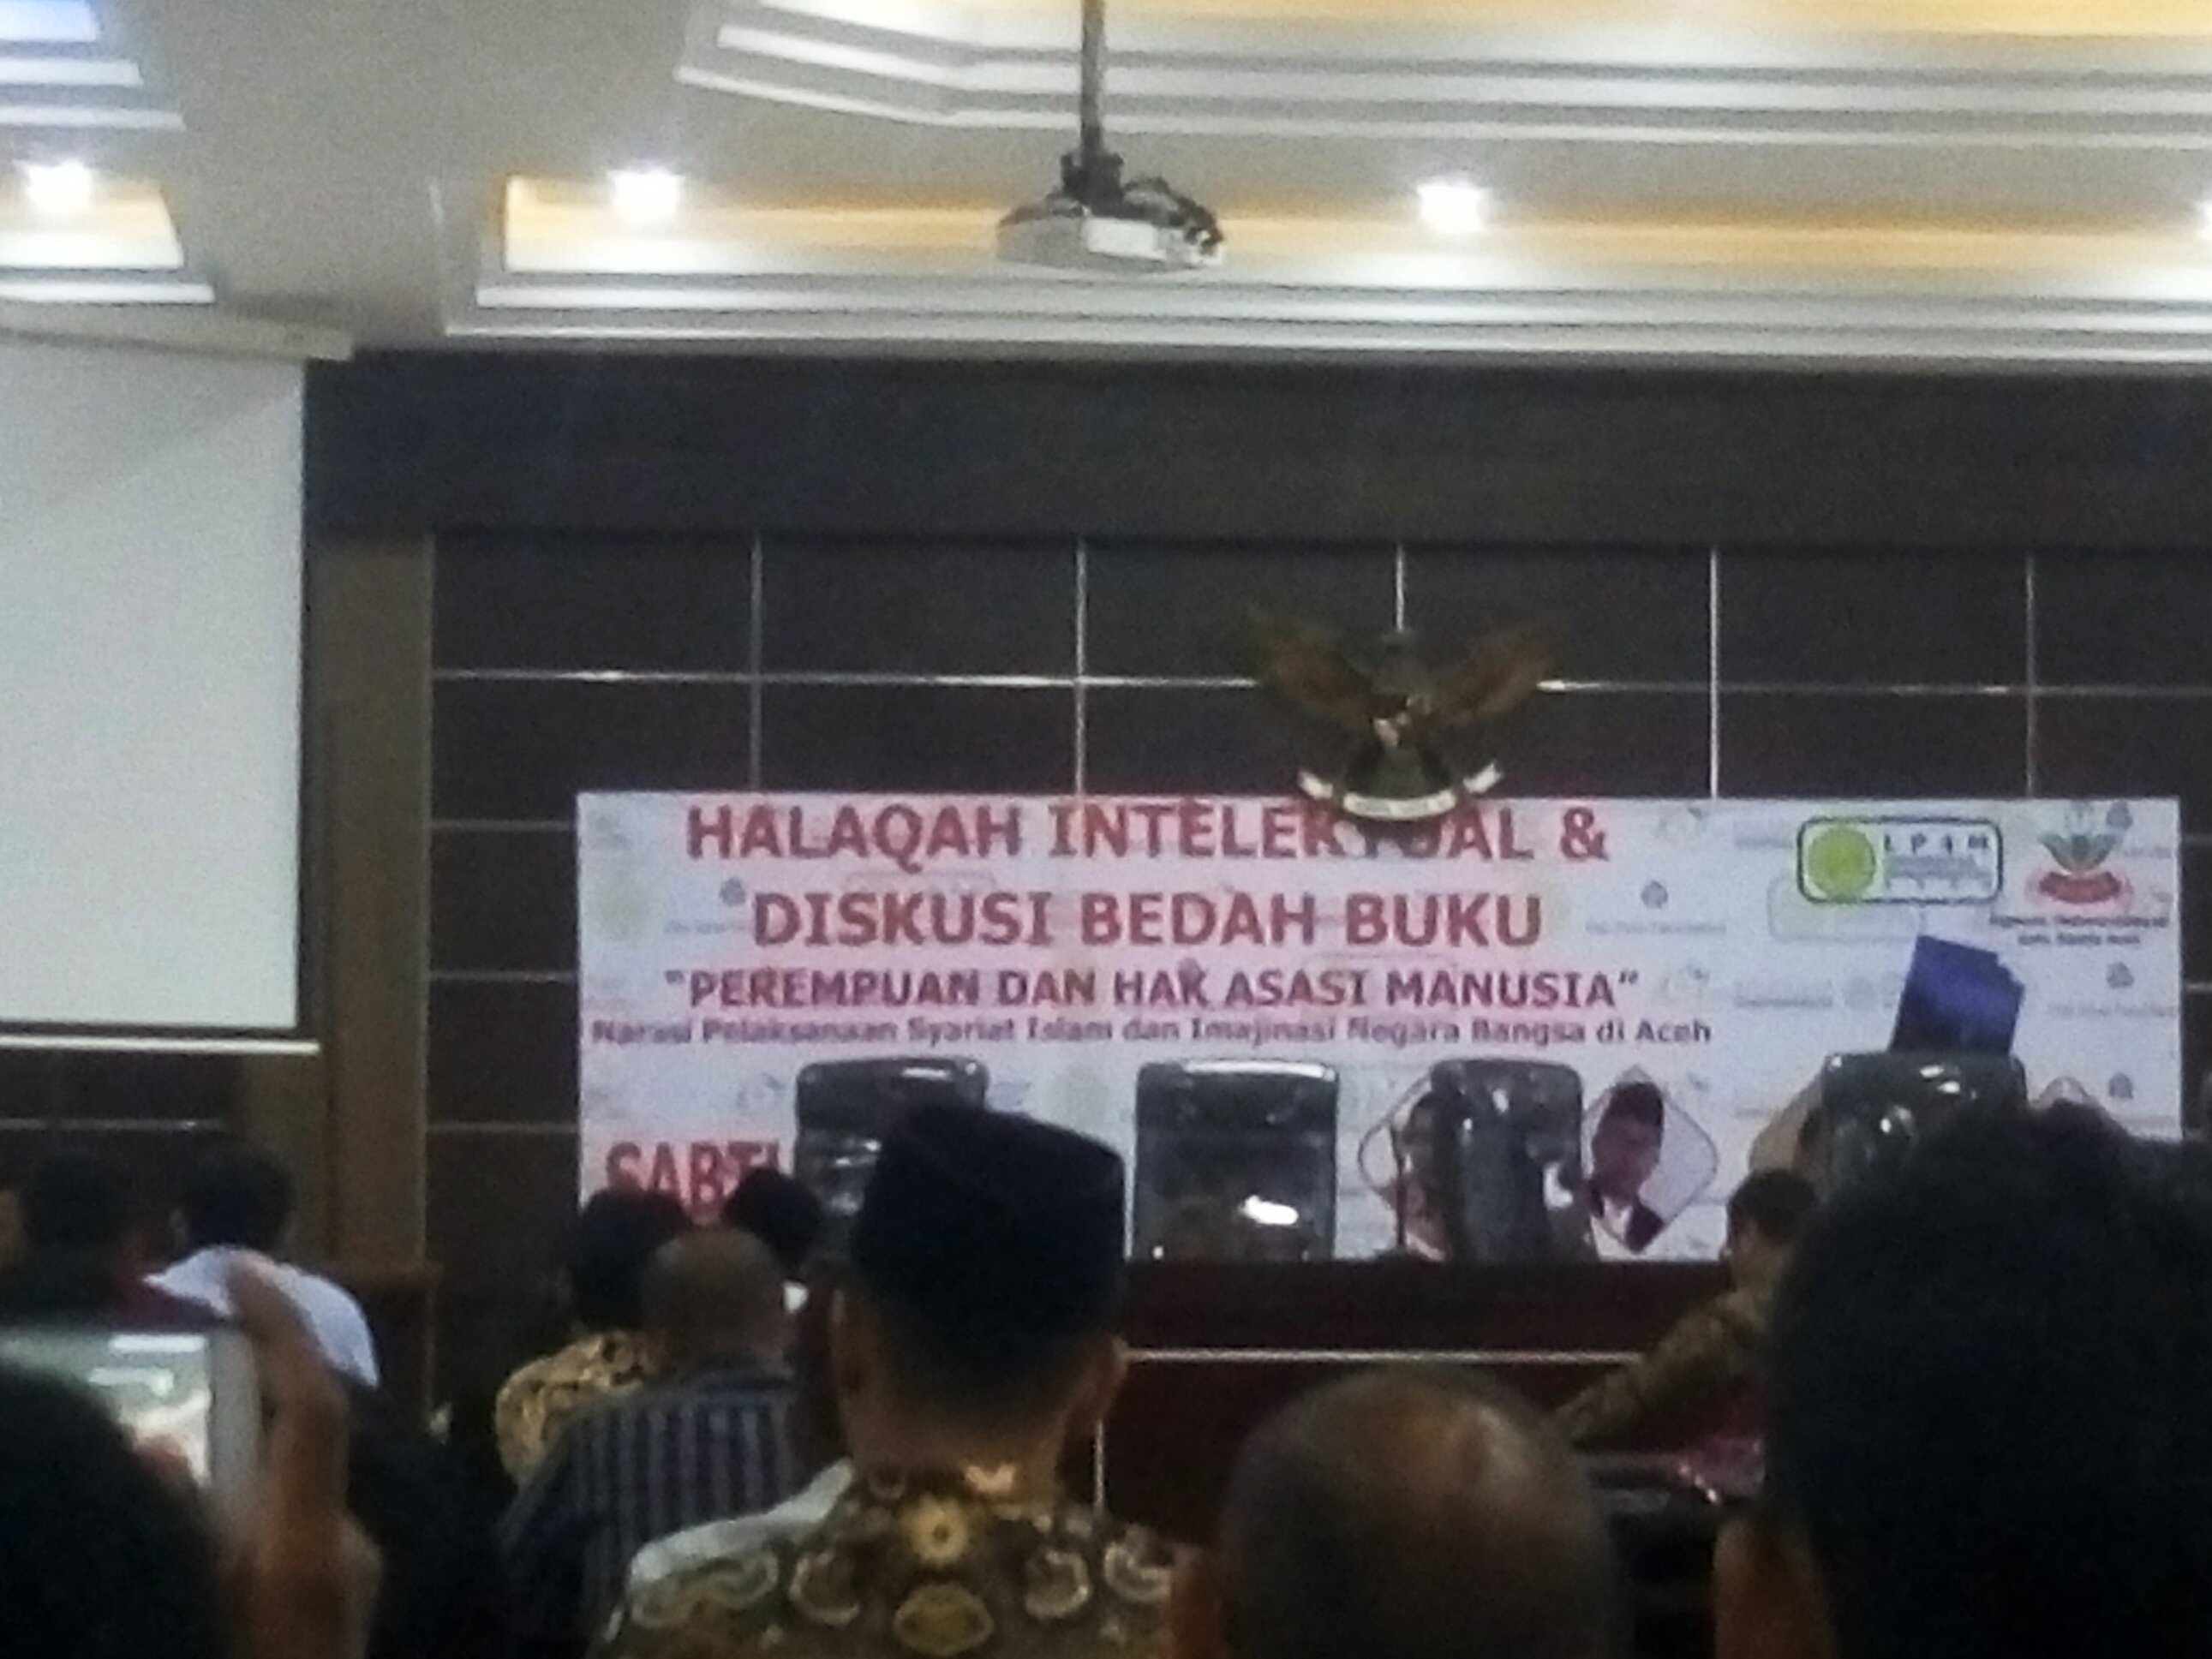 HALAQAH INTELEKTUAL &
DISKUSI BEDAH BUKU
"PEREMPUAN DAN HAK ASASI MANUSIA"
Narasi Pelaksanaan Syariat Islam dan Imajinasi Negara Bangsa di Aceh
SABTU